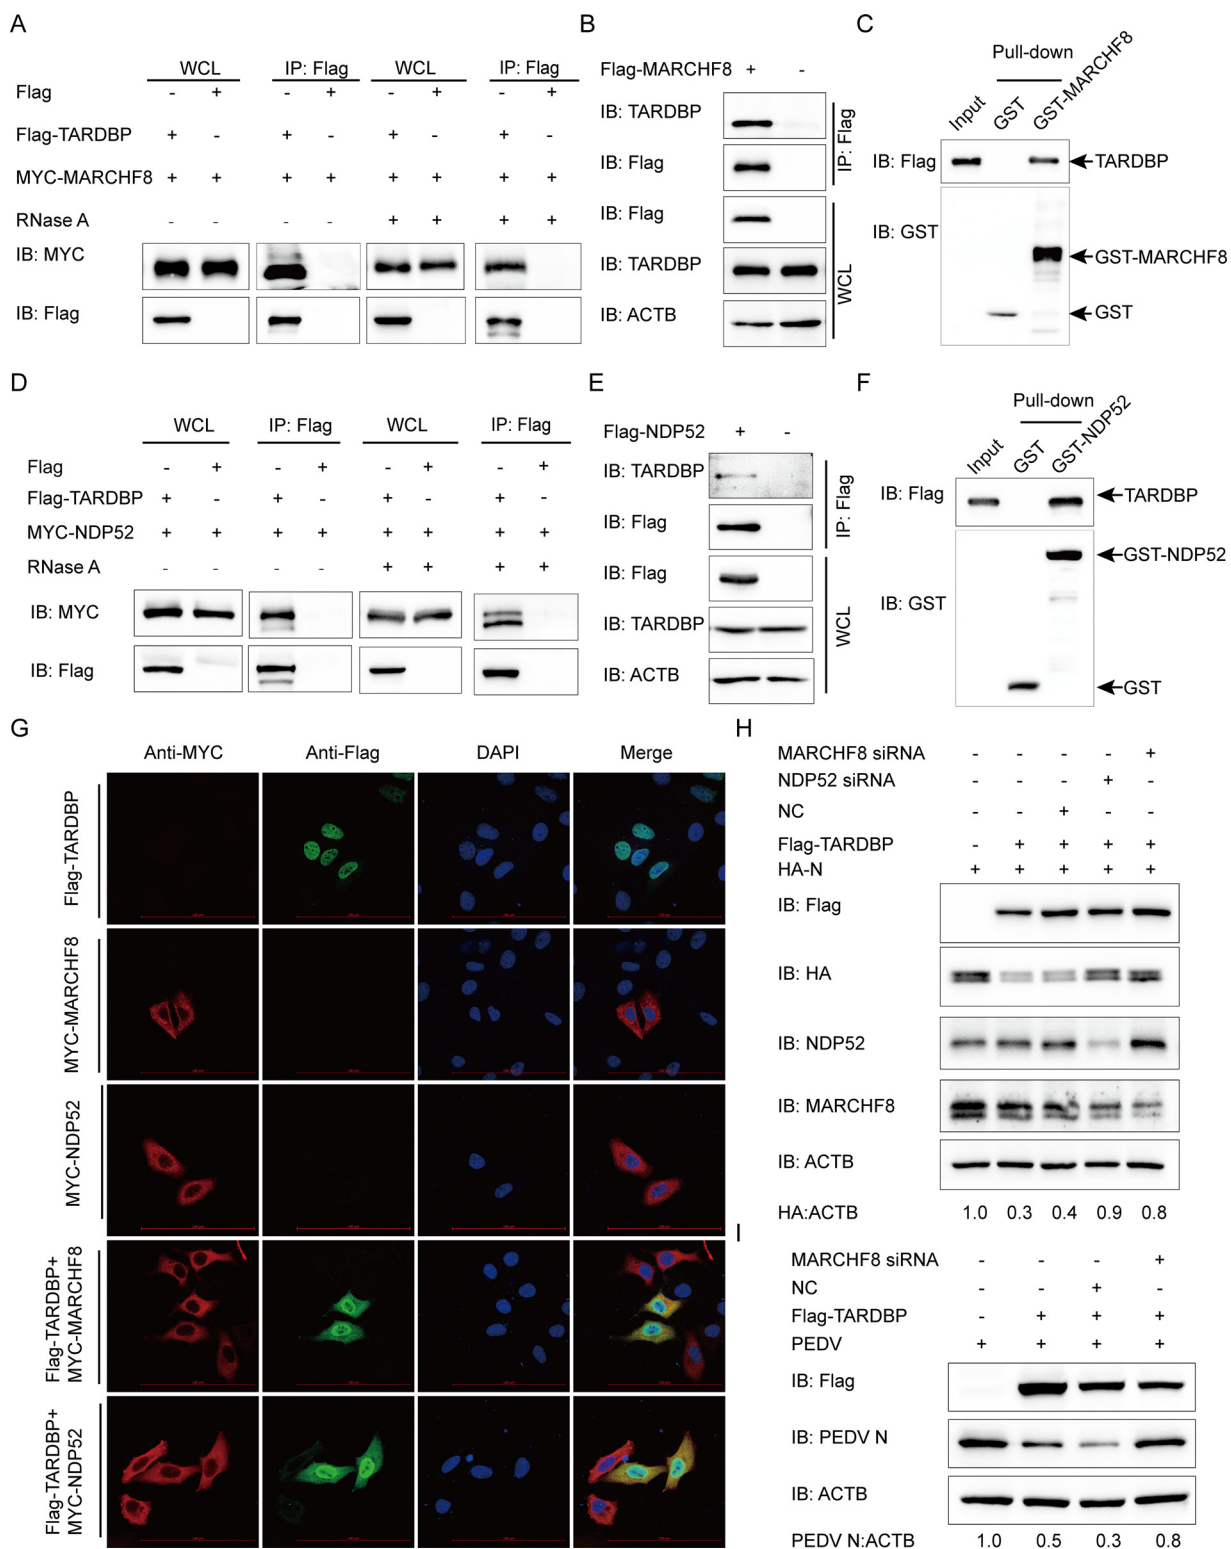 A
WCL IP: Flag WCL IP: Flag
Flag - + - + - + - +
Flag-TARDBP + - + - + - + -
MYC-MARCHF8 + + + + + + + +
RNase A - - - - + + + +
IB: MYC
IB: Flag
B
Flag-MARCHF8 + -
IB: TARDBP
IB: Flag
IP: Flag
IB: Flag
IB: TARDBP
IB: ACTB
WCL
C
Pull-down
Input GST GST-MARCHF8
IB: Flag TARDBP
IB: GST
GST-MARCHF8
GST
D
WCL IP: Flag WCL IP: Flag
Flag - + - + - + - +
Flag-TARDBP + - + - + - + -
MYC-NDP52 + + + + + + + +
RNase A - - - - + + + +
IB: MYC
IB: Flag
E
Flag-NDP52 + -
IB: TARDBP
IB: Flag
IP: Flag
IB: Flag
IB: TARDBP
IB: ACTB
WCL
F
Pull-down
Input GST GST-NDP52
IB: Flag TARDBP
GST-NDP52
IB: GST
GST
G
Anti-MYC Anti-Flag DAPI Merge
Flag-TARDBP
MYC-MARCHF8
MYC-NDP52
Flag-TARDBP+
MYC-MARCHF8
Flag-TARDBP+
MYC-NDP52
H
MARCHF8 siRNA - - - - +
NDP52 siRNA - - - + -
NC - - + - -
Flag-TARDBP - + + + +
HA-N + + + + +
IB: Flag
IB: HA
IB: NDP52
IB: MARCHF8
IB: ACTB
HA:ACTB 1.0 0.3 0.4 0.9 0.8
I
MARCHF8 siRNA - - - +
NC - - + -
Flag-TARDBP - + + +
PEDV + + + +
IB: Flag
IB: PEDV N
IB: ACTB
PEDV N:ACTB 1.0 0.5 0.3 0.8